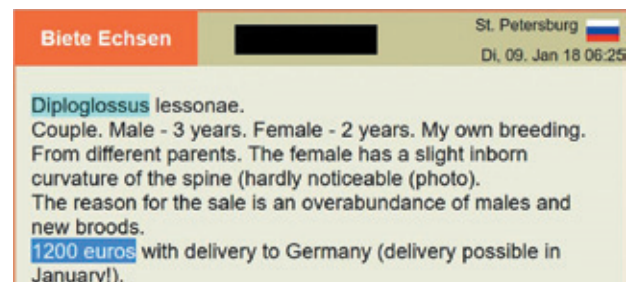 Biete Echsen
St. Petersburg
Di, 09. Jan 18 06:25
Diploglossus lessonae.
Couple. Male - 3 years. Female - 2 years. My own breeding.
From different parents. The female has a slight inborn
curvature of the spine (hardly noticeable (photo).
The reason for the sale is an overabundance of males and
new broods.
1200 euros with delivery to Germany (delivery possible in
January!).